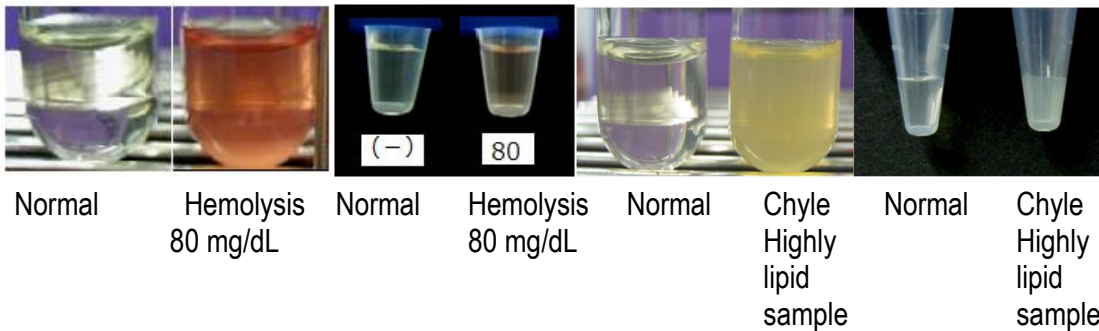 (−) 80
Normal Hemolysis Normal Hemolysis Normal Chyle Normal Chyle
80 mg/dL 80 mg/dL Highly Highly
lipid lipid
sample sample